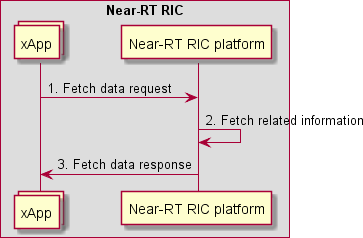 Near-RT RIC
xApp
Near-RT RIC platform
1. Fetch data request
2. Fetch related information
3. Fetch data response
xApp
Near-RT RIC platform